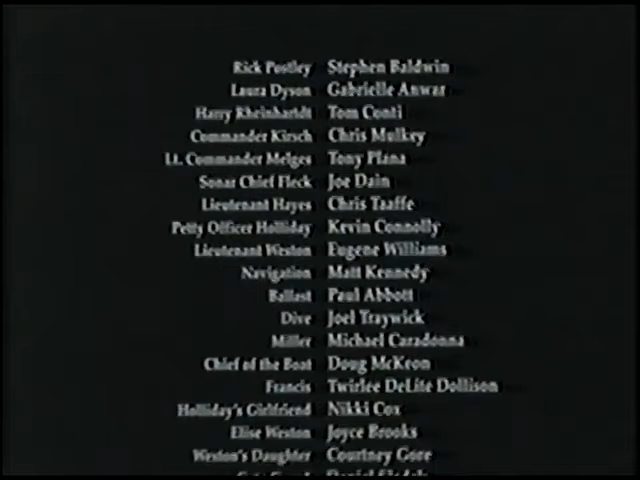 Rick Postley Stephen Baldwin
Laura Dyson Gabrielle Anwar
Harry Rheinhardt Tom Conti
Commander Kirsch Chris Mulkey
Lt. Commander Melges Tony Plana
Sonar Chief Fleck Joe Dain
Lieutenant Hayes Chris Taaffe
Petty Officer Holliday Kevin Connolly
Lieutenant Weston Eugene Williams
Navigation Matt Kennedy
Ballast Paul Abbott
Dive Joel Traywick
Miller Michael Caradonna
Chief of the Boat Doug McKeon
Francis Twirlee DeLite Dollison
Holliday's Girlfriend Nikki Cox
Elise Weston Joyce Brooks
Weston's Daughter Courtney Gore
Daniel